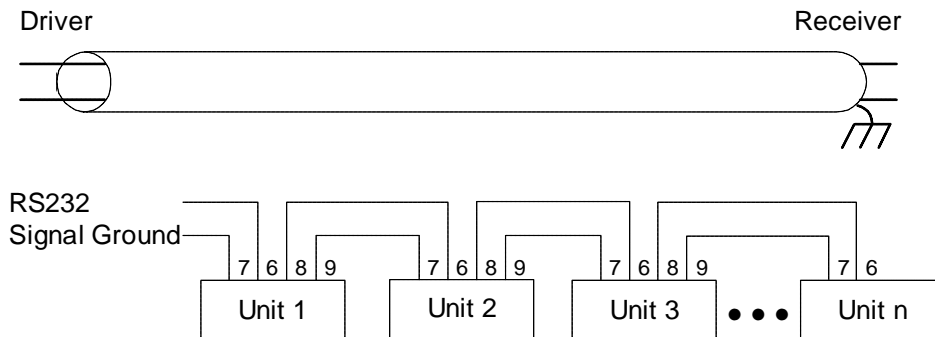 Driver Receiver
RS232
Signal Ground
7 6 8 9 7 6 8 9 7 6 8 9 7 6
Unit 1 Unit 2 Unit 3 Unit n